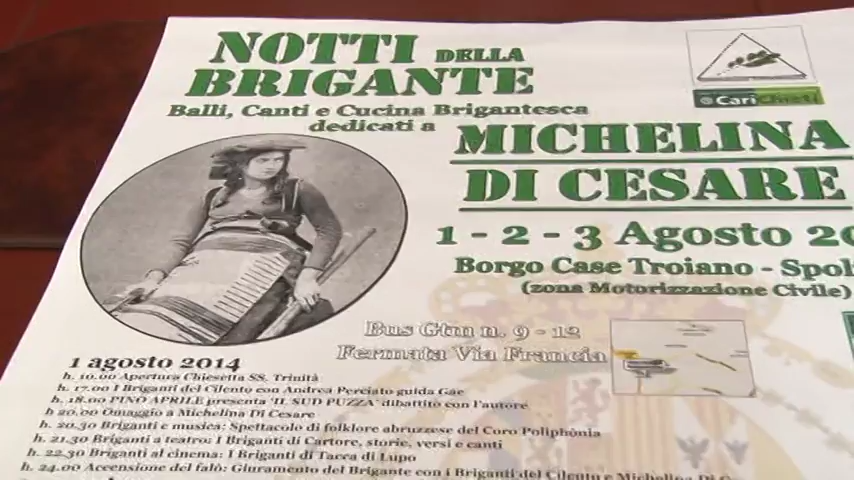 NOTTI DELLA
BRIGANTE
Balli, Canti e Cucina Brigantesca
dedicati a
MICHELINA
DI CESARE
@CariChieti
1 - 2 - 3 Agosto 20
Borgo Case Troiano - Spol
(zona Motorizzazione Civile)
Bus Gtm n. 9 - 12
Fermata Via Francia
1 agosto 2014
h. 16.00 Apertura Chiesetta SS. Trinità
h. 17.00 I Briganti del Cilento con Andrea Perciato guida Gae
h. 18.00 PINO APRILE presenta "IL SUD PUZZA" dibattito con l'autore
h. 20.00 Omaggio a Michelina Di Cesare
h. 20.30 Briganti e musica: Spettacolo di folklore abruzzese del Coro Poliphònia
h. 21.30 Briganti a teatro: I Briganti di Cartore, storie, versi e canti
h. 22.30 Briganti al cinema: I Briganti di Tacca di Lupo
h. 24.00 Accensione del falò: Giuramento del Brigante con i Briganti del Cilento e Michelina Di C